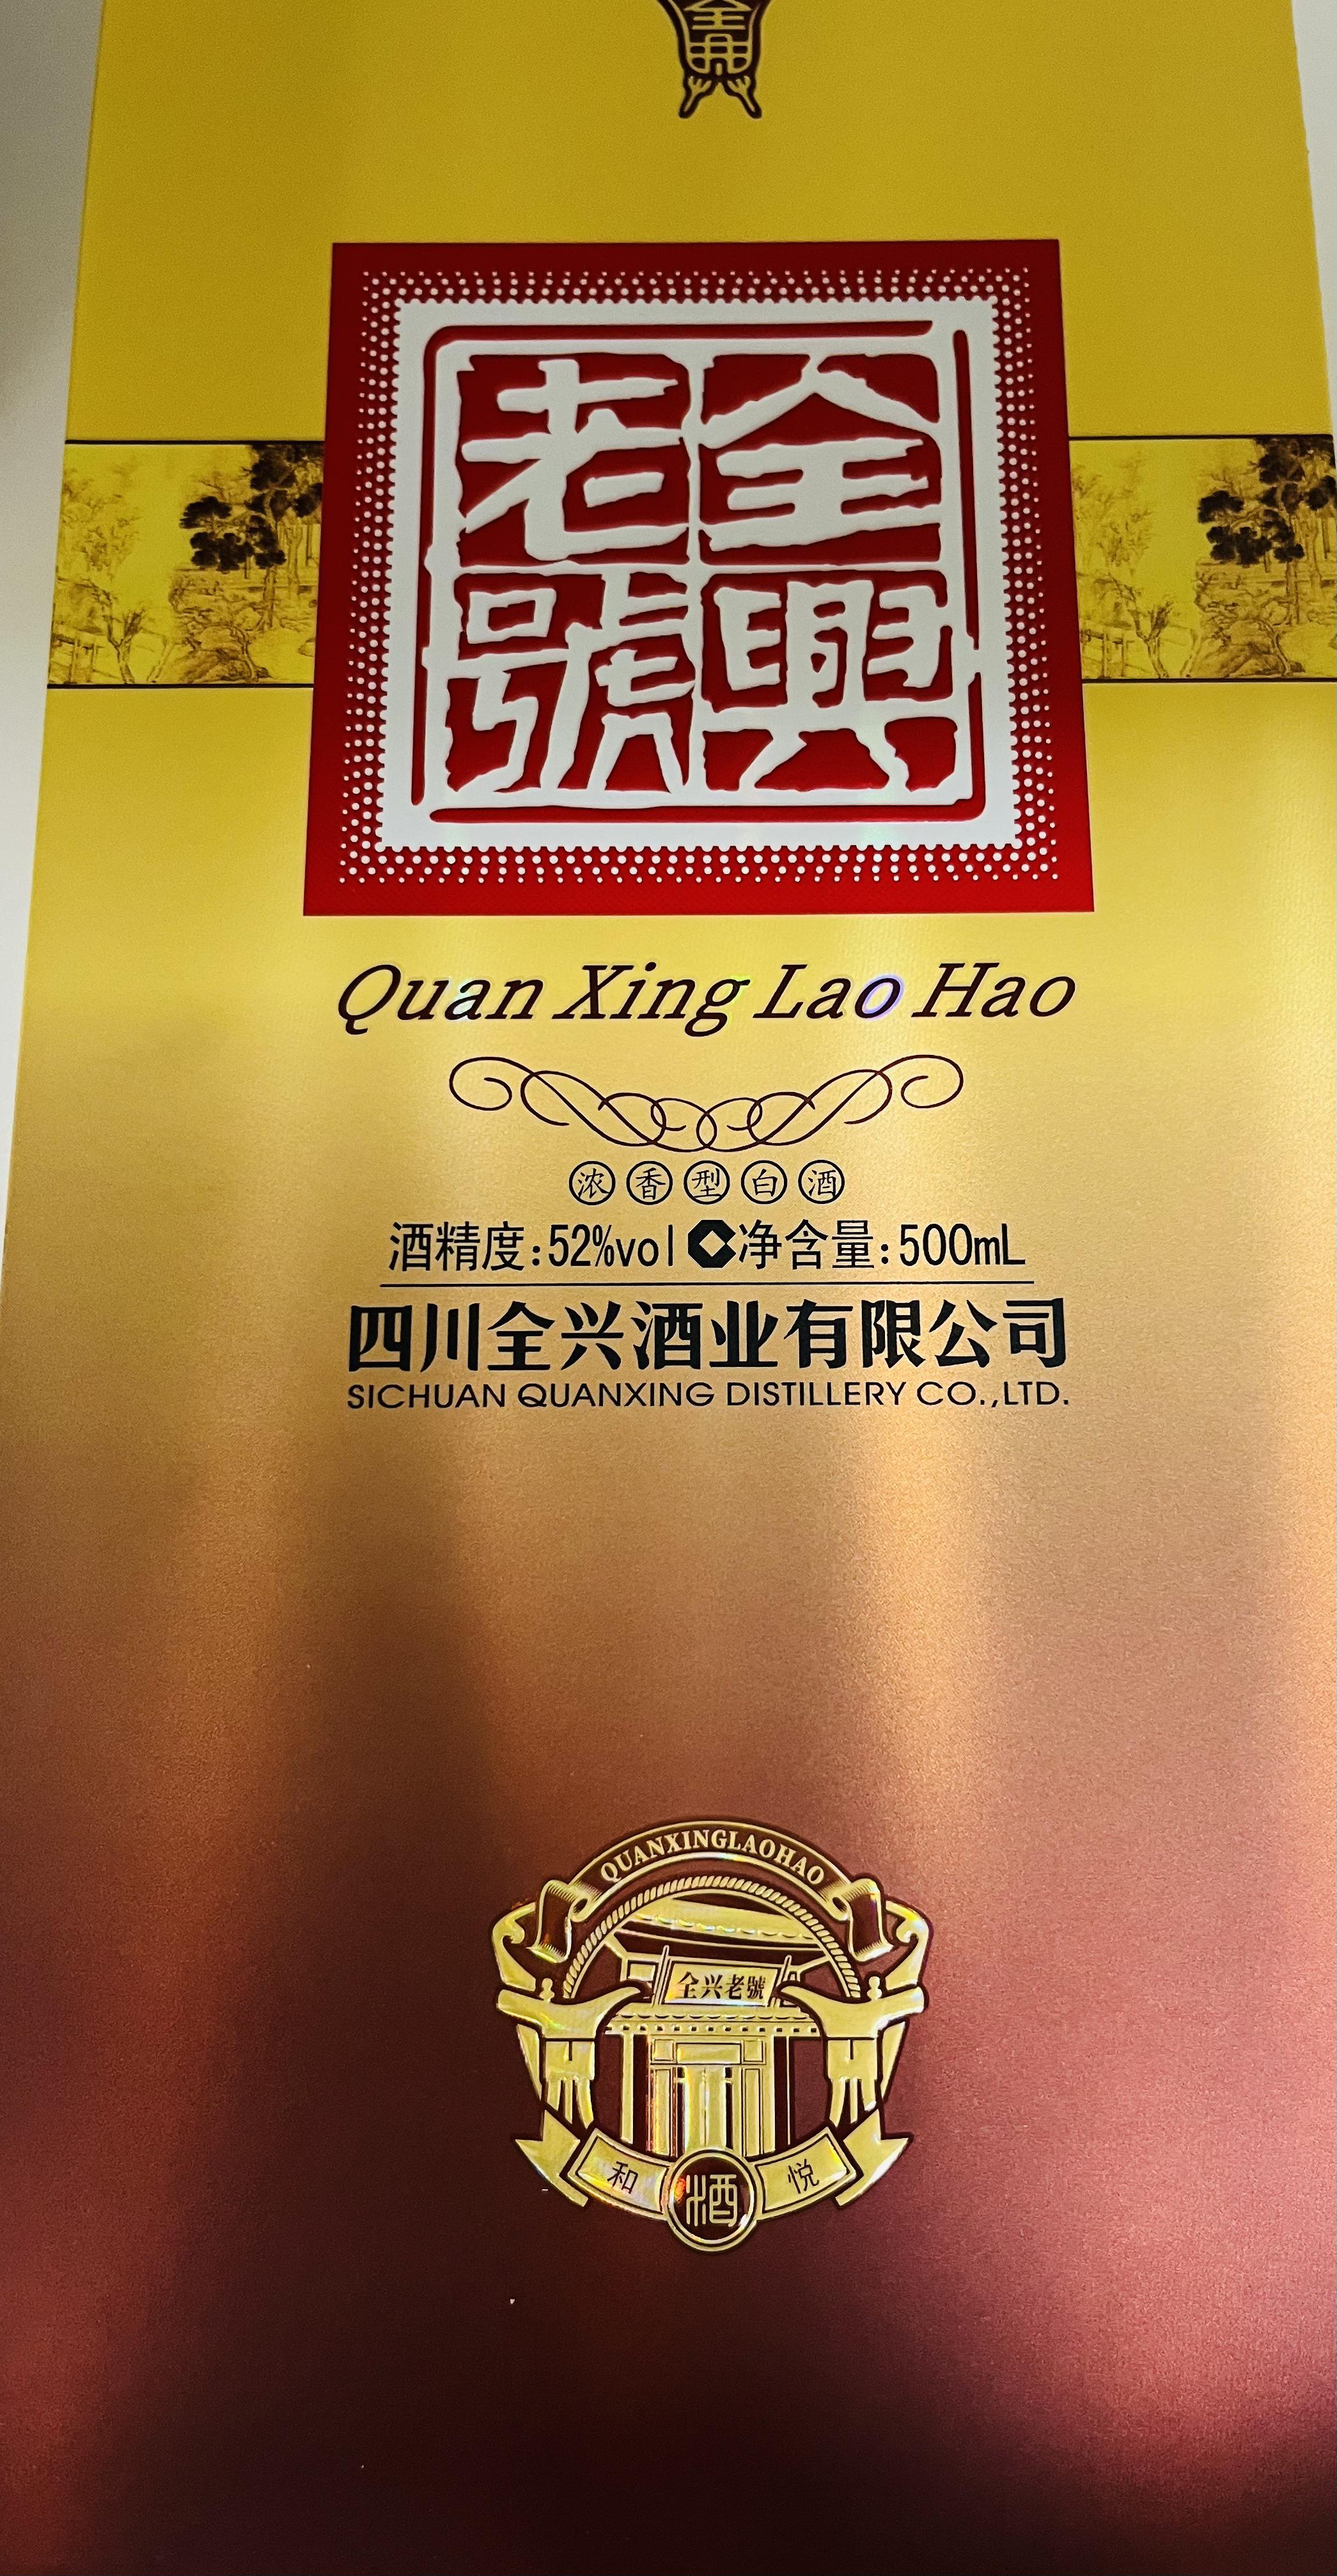 全興
全興
老號
Quan Xing Lao Hao
浓香型白酒
酒精度:52%vol 净含量:500mL
四川全兴酒业有限公司
SICHUAN QUANXING DISTILLERY CO.,LTD.
QUANXINGLAOHAO
全兴老號
和 酒 悦